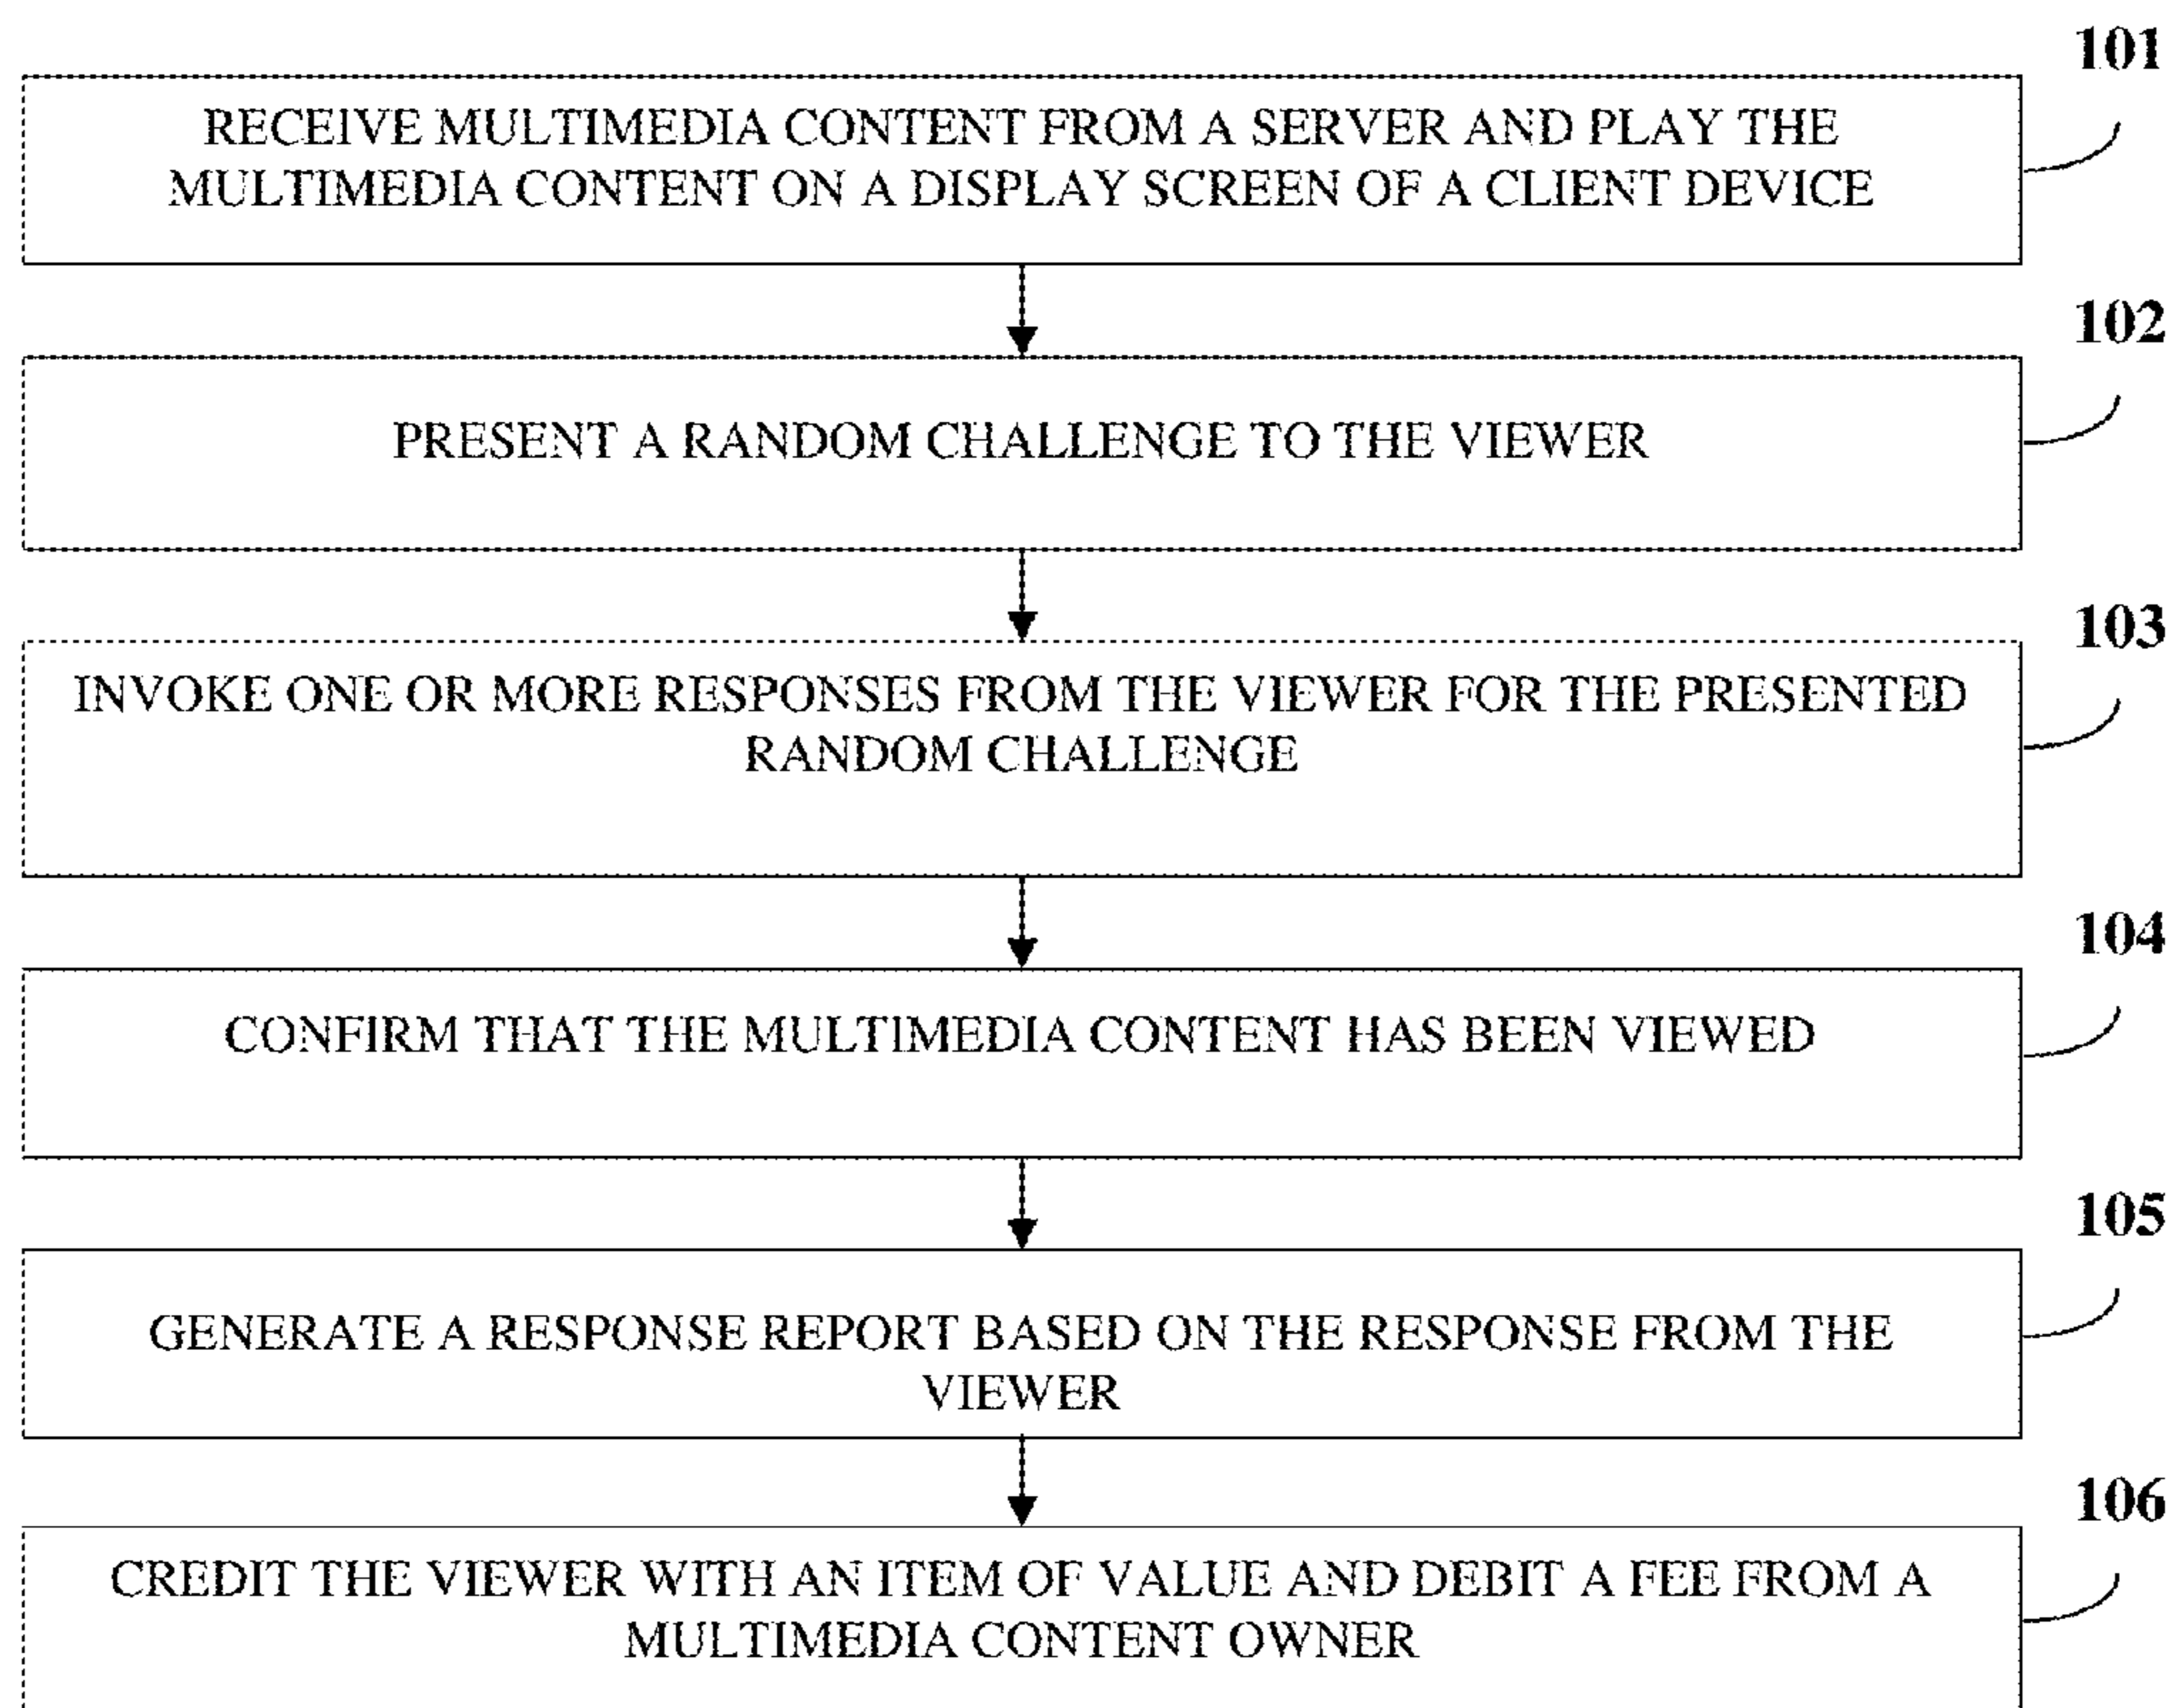 101
RECEIVE MULTIMEDIA CONTENT FROM A SERVER AND PLAY THE
MULTIMEDIA CONTENT ON A DISPLAY SCREEN OF A CLIENT DEVICE
102
PRESENT A RANDOM CHALLENGE TO THE VIEWER
103
INVOKE ONE OR MORE RESPONSES FROM THE VIEWER FOR THE PRESENTED
RANDOM CHALLENGE
104
CONFIRM THAT THE MULTIMEDIA CONTENT HAS BEEN VIEWED
105
GENERATE A RESPONSE REPORT BASED ON THE RESPONSE FROM THE
VIEWER
106
CREDIT THE VIEWER WITH AN ITEM OF VALUE AND DEBIT A FEE FROM A
MULTIMEDIA CONTENT OWNER